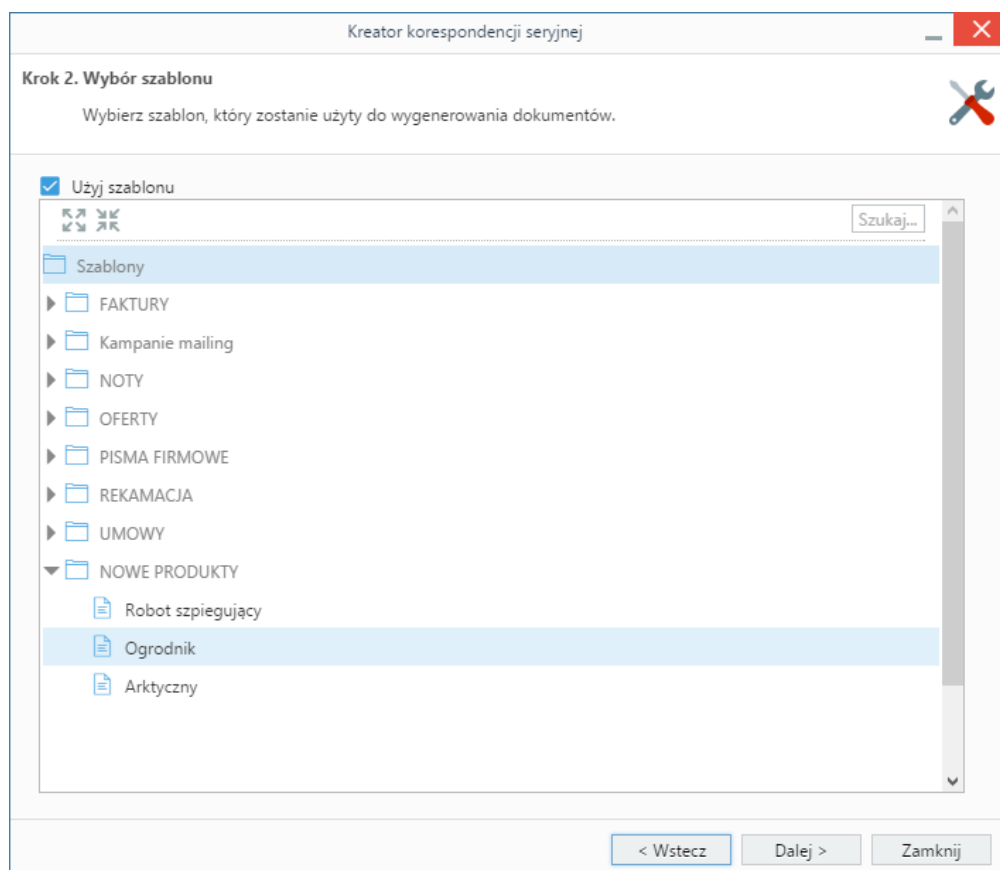 Kreator korespondencji seryjnej
Krok 2. Wybór szablonu
Wybierz szablon, który zostanie użyty do wygenerowania dokumentów.
Użyj szablonu
Szukaj...
Szablony
FAKTURY
Kampanie mailing
NOTY
OFERTY
PISMA FIRMOWE
REKAMACJA
UMOWY
NOWE PRODUKTY
Robot szpiegujący
Ogrodnik
Arktyczny
< Wstecz Dalej > Zamknij